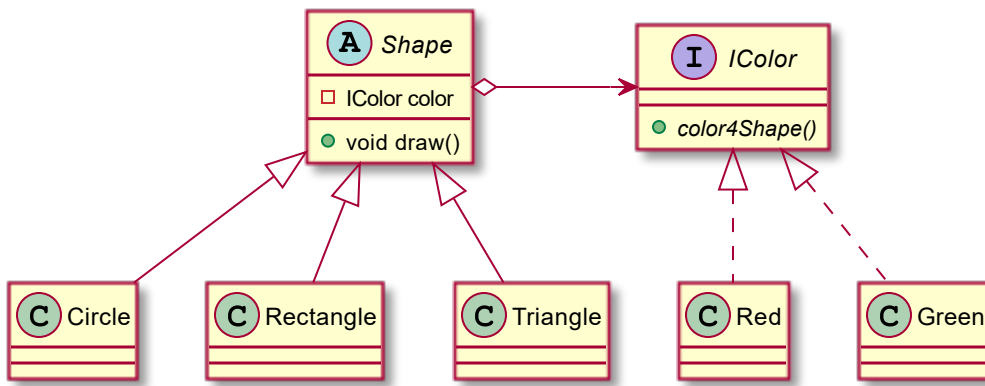 A Shape
IColor color
void draw()
I IColor
color4Shape()
C Circle
C Rectangle
C Triangle
C Red
C Green